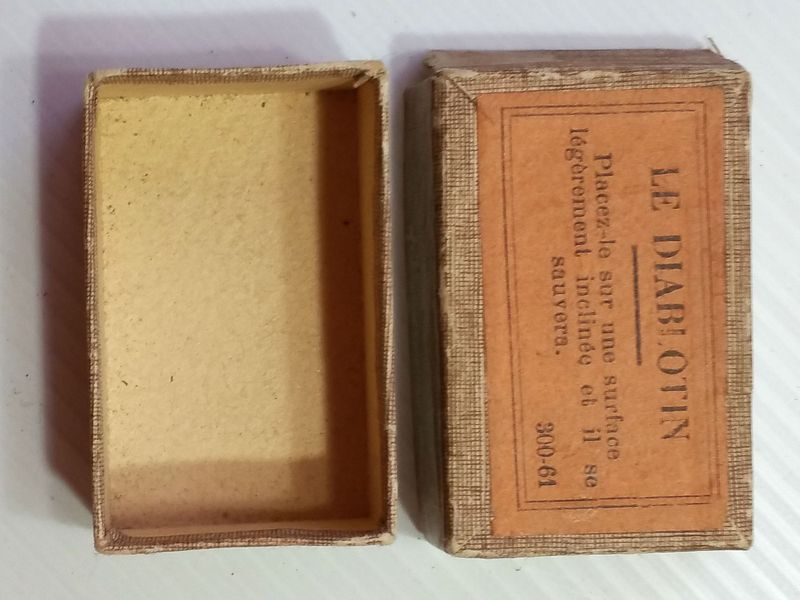 LE DIABLOTIN
Placez-le sur une surface
légèrement inclinée et il se
sauvera.
300-61